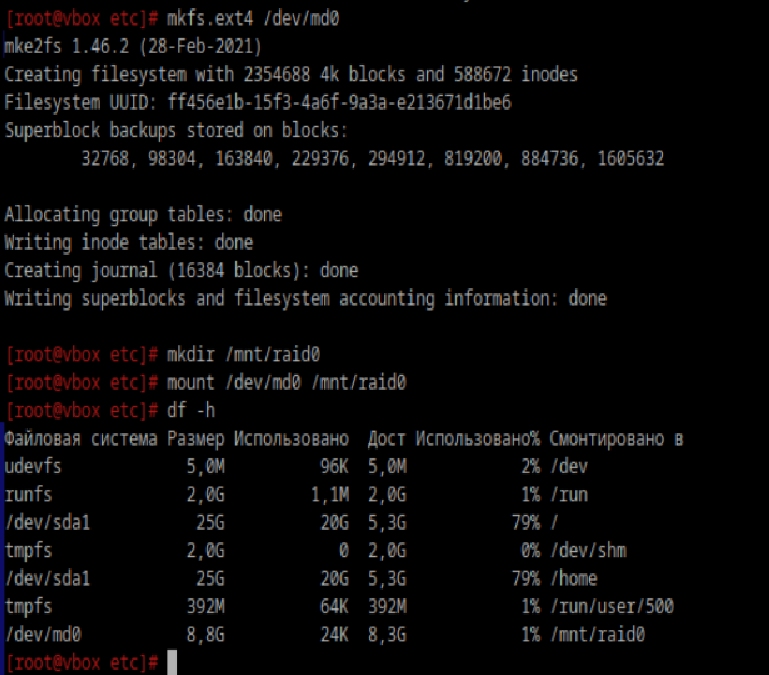 [root@vbox etc]# mkfs.ext4 /dev/md0
mke2fs 1.46.2 (28-Feb-2021)
Creating filesystem with 2354688 4k blocks and 588672 inodes
Filesystem UUID: ff456e1b-15f3-4a6f-9a3a-e213671d1be6
Superblock backups stored on blocks:
        32768, 98304, 163840, 229376, 294912, 819200, 884736, 1605632

Allocating group tables: done
Writing inode tables: done
Creating journal (16384 blocks): done
Writing superblocks and filesystem accounting information: done

[root@vbox etc]# mkdir /mnt/raid0
[root@vbox etc]# mount /dev/md0 /mnt/raid0
[root@vbox etc]# df -h
Файловая система Размер Использовано  Дост Использовано% Смонтировано в
udevfs             5,0M          96K  5,0M            2% /dev
runfs              2,0G         1,1M  2,0G            1% /run
/dev/sda1           25G          20G  5,3G           79% /
tmpfs              2,0G            0  2,0G            0% /dev/shm
/dev/sda1           25G          20G  5,3G           79% /home
tmpfs              392M          64K  392M            1% /run/user/500
/dev/md0           8,8G          24K  8,3G            1% /mnt/raid0
[root@vbox etc]#